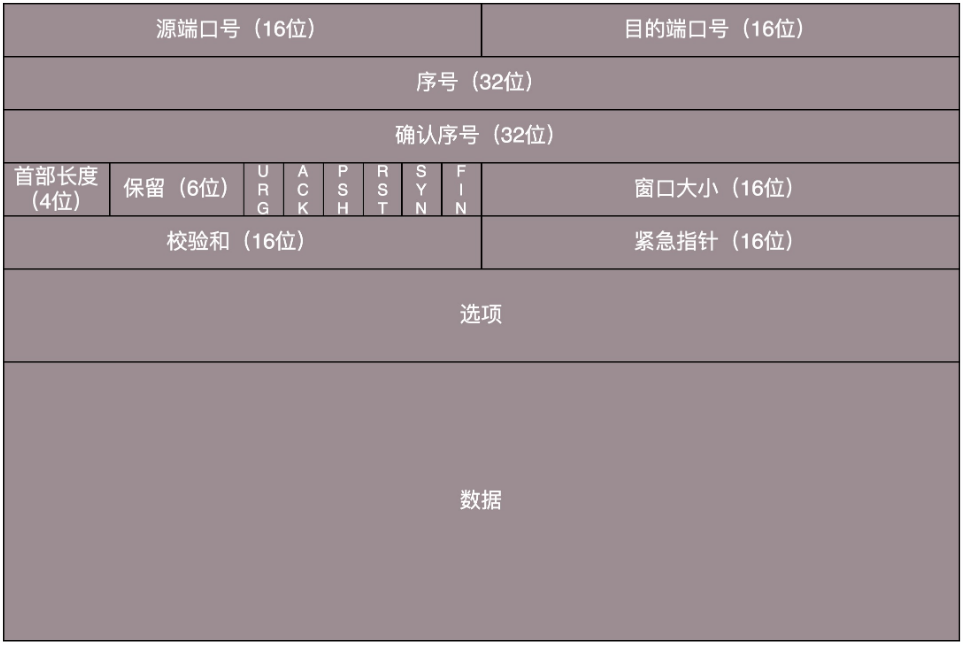 源端口号（16位）
目的端口号（16位）
序号（32位）
确认序号（32位）
首部长度
(4位)
保留（6位）
URG
ACK
PSH
RST
SYN
FIN
窗口大小（16位）
校验和（16位）
紧急指针（16位）
选项
数据